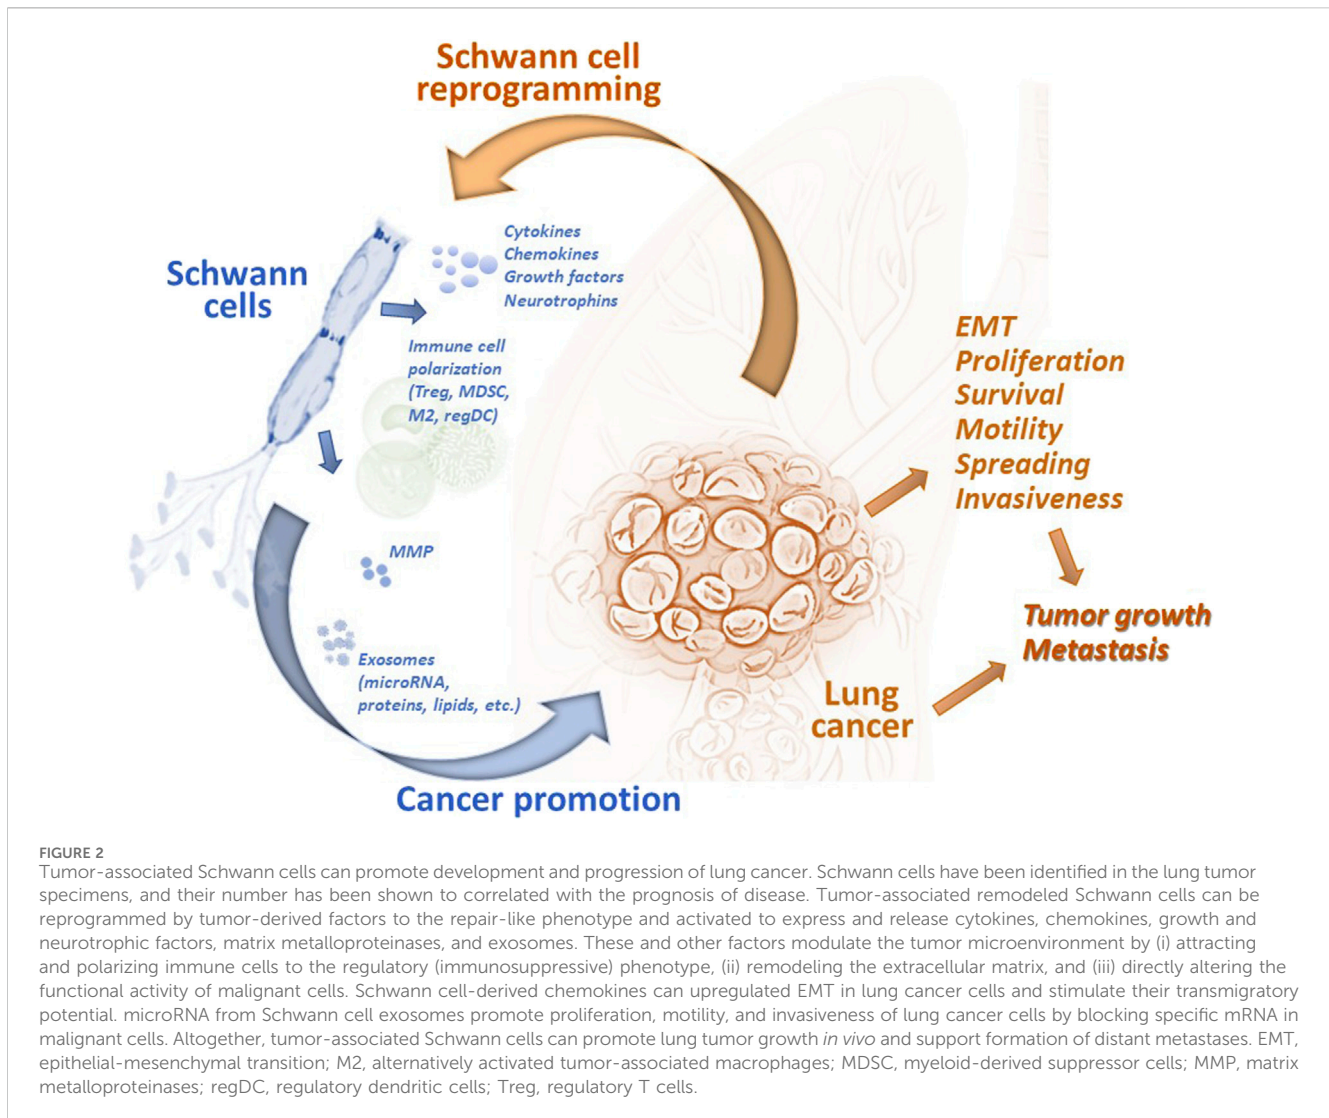 Schwann cell
reprogramming
Schwann
cells
Cytokines
Chemokines
Growth factors
Neurotrophins
Immune cell
polarization
(Treg, MDSC,
M2, regDC)
MMP
Exosomes
(microRNA,
proteins, lipids, etc.)
Cancer promotion
EMT
Proliferation
Survival
Motility
Spreading
Invasiveness
Tumor growth
Metastasis
Lung
cancer
FIGURE 2
Tumor-associated Schwann cells can promote development and progression of lung cancer. Schwann cells have been identified in the lung tumor
specimens, and their number has been shown to correlated with the prognosis of disease. Tumor-associated remodeled Schwann cells can be
reprogrammed by tumor-derived factors to the repair-like phenotype and activated to express and release cytokines, chemokines, growth and
neurotrophic factors, matrix metalloproteinases, and exosomes. These and other factors modulate the tumor microenvironment by (i) attracting
and polarizing immune cells to the regulatory (immunosuppressive) phenotype, (ii) remodeling the extracellular matrix, and (iii) directly altering the
functional activity of malignant cells. Schwann cell-derived chemokines can upregulated EMT in lung cancer cells and stimulate their transmigratory
potential. microRNA from Schwann cell exosomes promote proliferation, motility, and invasiveness of lung cancer cells by blocking specific mRNA in
malignant cells. Altogether, tumor-associated Schwann cells can promote lung tumor growth in vivo and support formation of distant metastases. EMT,
epithelial-mesenchymal transition; M2, alternatively activated tumor-associated macrophages; MDSC, myeloid-derived suppressor cells; MMP, matrix
metalloproteinases; regDC, regulatory dendritic cells; Treg, regulatory T cells.